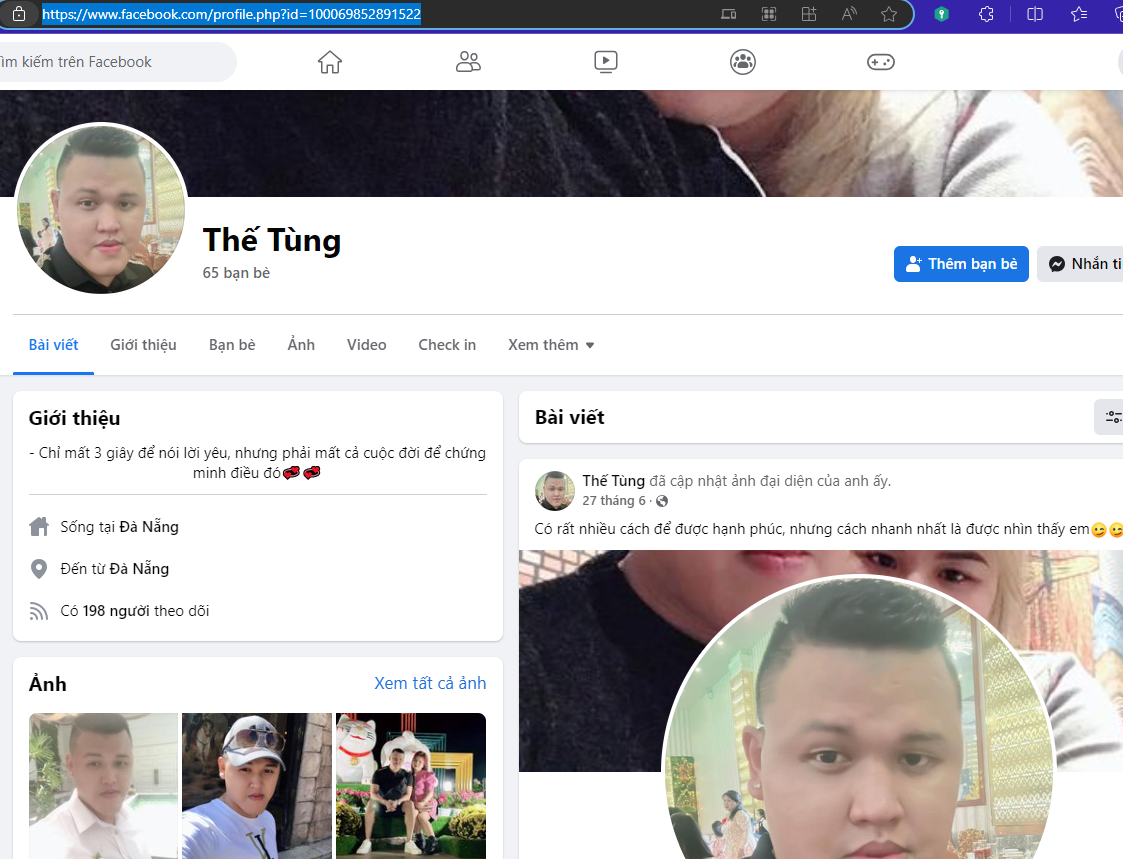 https://www.facebook.com/profile.php?id=100069852891522
ìm kiếm trên Facebook
Thế Tùng
65 bạn bè
Thêm bạn bè
Nhắn ti
Bài viết
Giới thiệu
Bạn bè
Ảnh
Video
Check in
Xem thêm
Giới thiệu
- Chỉ mất 3 giây để nói lời yêu, nhưng phải mất cả cuộc đời để chứng
minh điều đó💞💞
Sống tại Đà Nẵng
Đến từ Đà Nẵng
Có 198 người theo dõi
Ảnh
Xem tất cả ảnh
Bài viết
Thế Tùng đã cập nhật ảnh đại diện của anh ấy.
27 tháng 6 ·
Có rất nhiều cách để được hạnh phúc, nhưng cách nhanh nhất là được nhìn thấy em😜😜